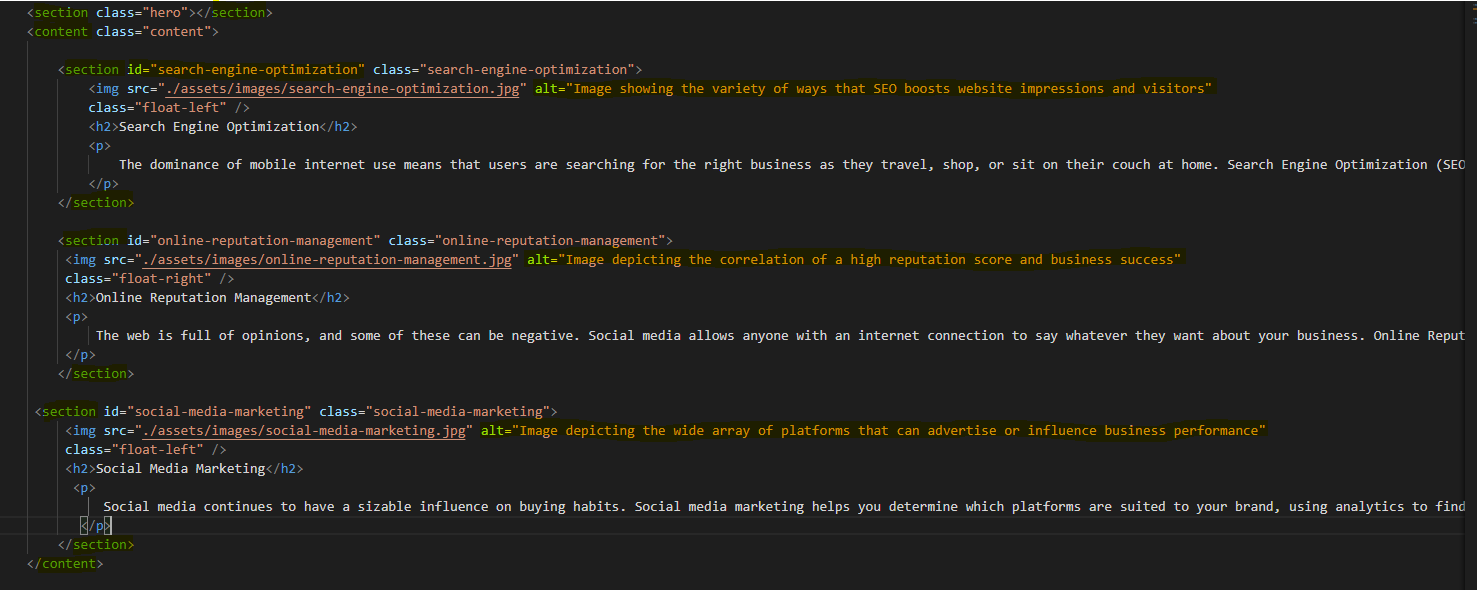 <section class="hero"></section>
<content class="content">
<section id="search-engine-optimization" class="search-engine-optimization">
<img src="./assets/images/search-engine-optimization.jpg" alt="Image showing the variety of ways that SEO boosts website impressions and visitors"
class="float-left" />
<h2>Search Engine Optimization</h2>
<p>
The dominance of mobile internet use means that users are searching for the right business as they travel, shop, or sit on their couch at home. Search Engine Optimization (SEO
</p>
</section>
<section id="online-reputation-management" class="online-reputation-management">
<img src="./assets/images/online-reputation-management.jpg" alt="Image depicting the correlation of a high reputation score and business success"
class="float-right" />
<h2>Online Reputation Management</h2>
<p>
The web is full of opinions, and some of these can be negative. Social media allows anyone with an internet connection to say whatever they want about your business. Online Reput
</p>
</section>
<section id="social-media-marketing" class="social-media-marketing">
<img src="./assets/images/social-media-marketing.jpg" alt="Image depicting the wide array of platforms that can advertise or influence business performance"
class="float-left" />
<h2>Social Media Marketing</h2>
<p>
Social media continues to have a sizable influence on buying habits. Social media marketing helps you determine which platforms are suited to your brand, using analytics to find
</p>
</section>
</content>